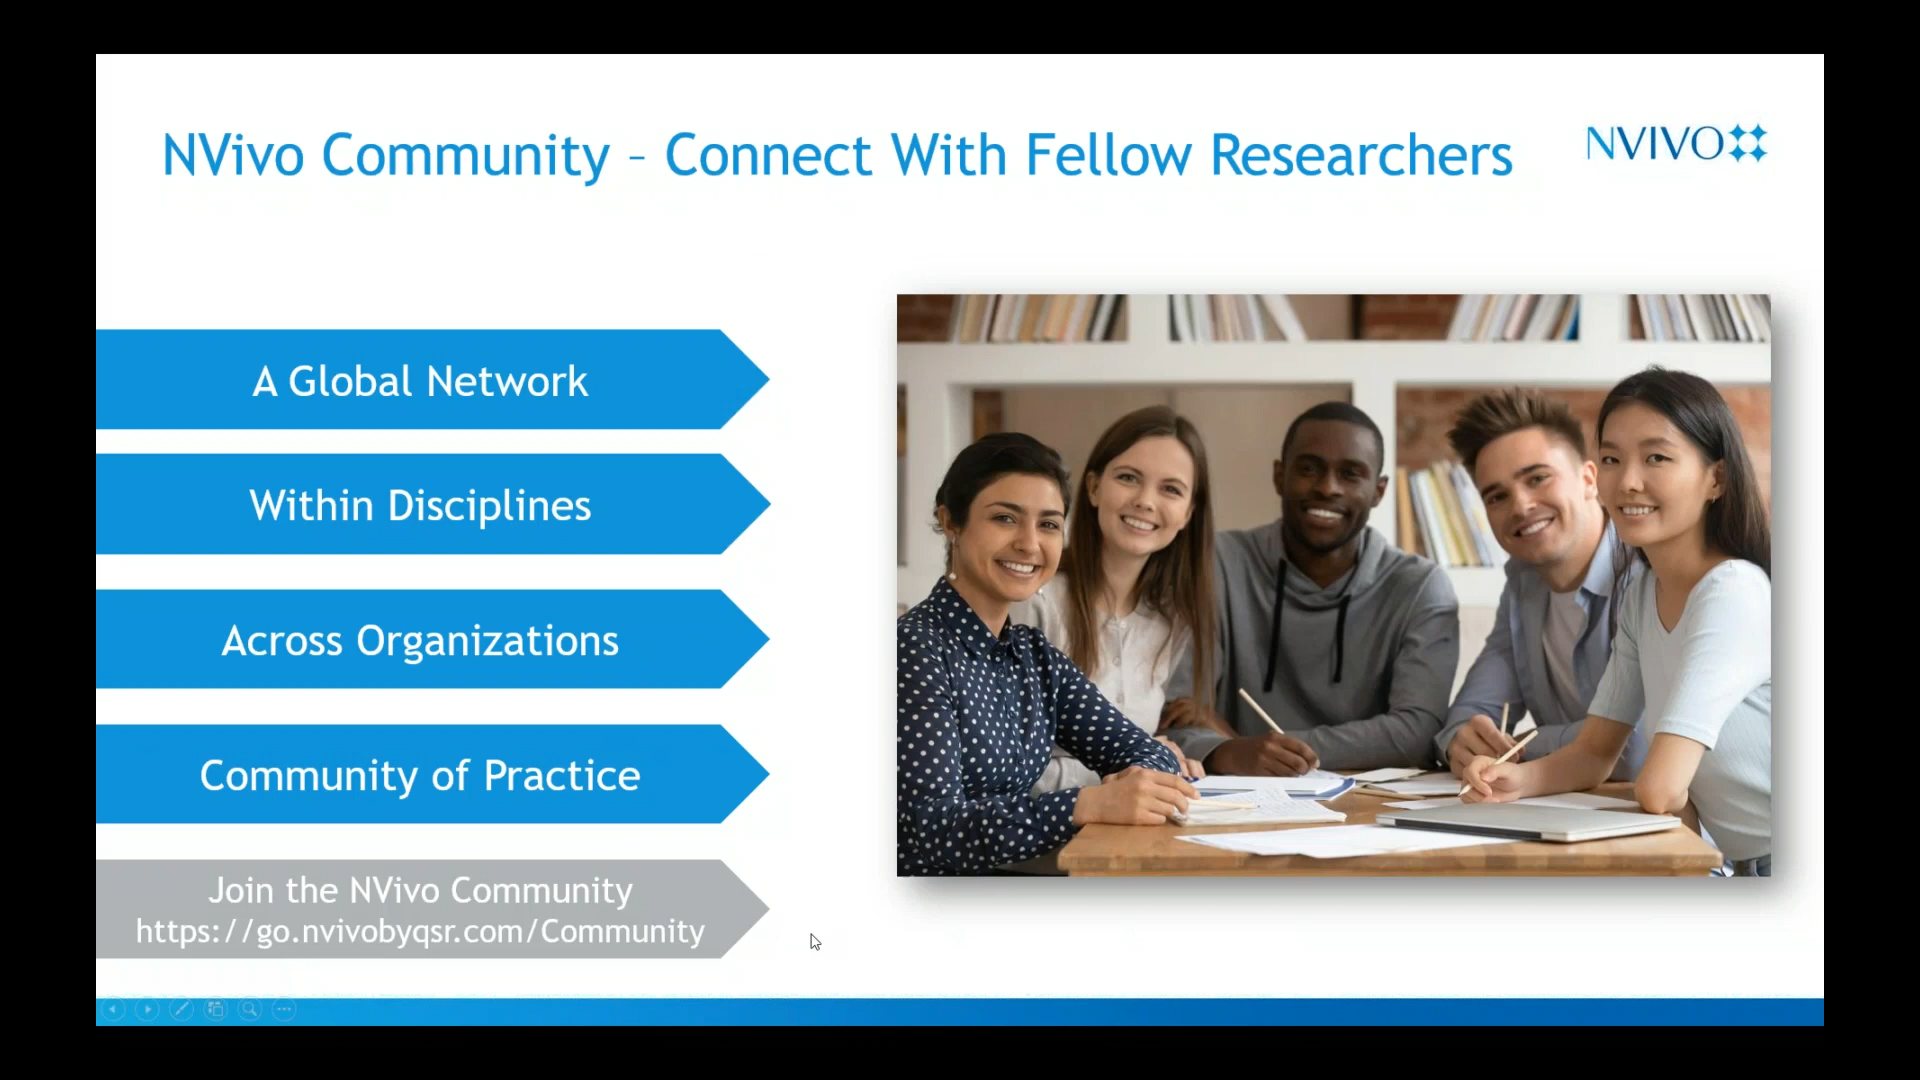 NVivo Community – Connect With Fellow Researchers
NVIVO
A Global Network
Within Disciplines
Across Organizations
Community of Practice
Join the NVivo Community
https://go.nvivobyqsr.com/Community